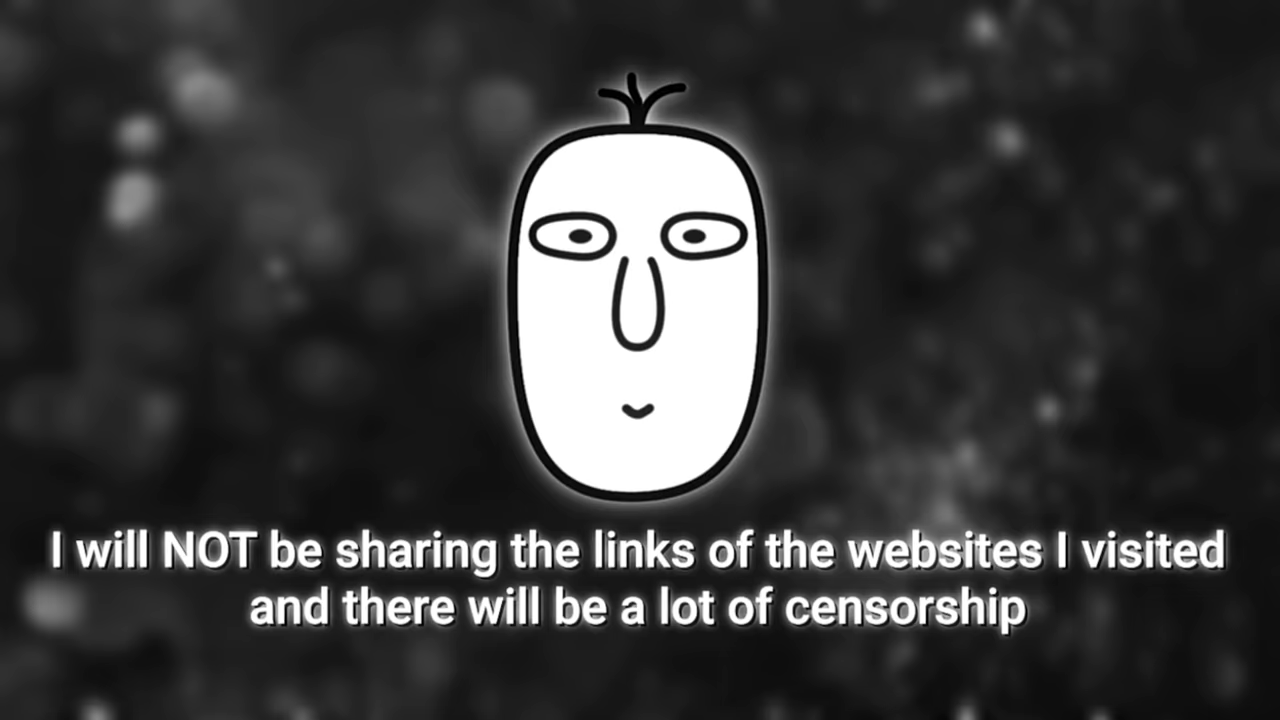 I will NOT be sharing the links of the websites I visited
and there will be a lot of censorship